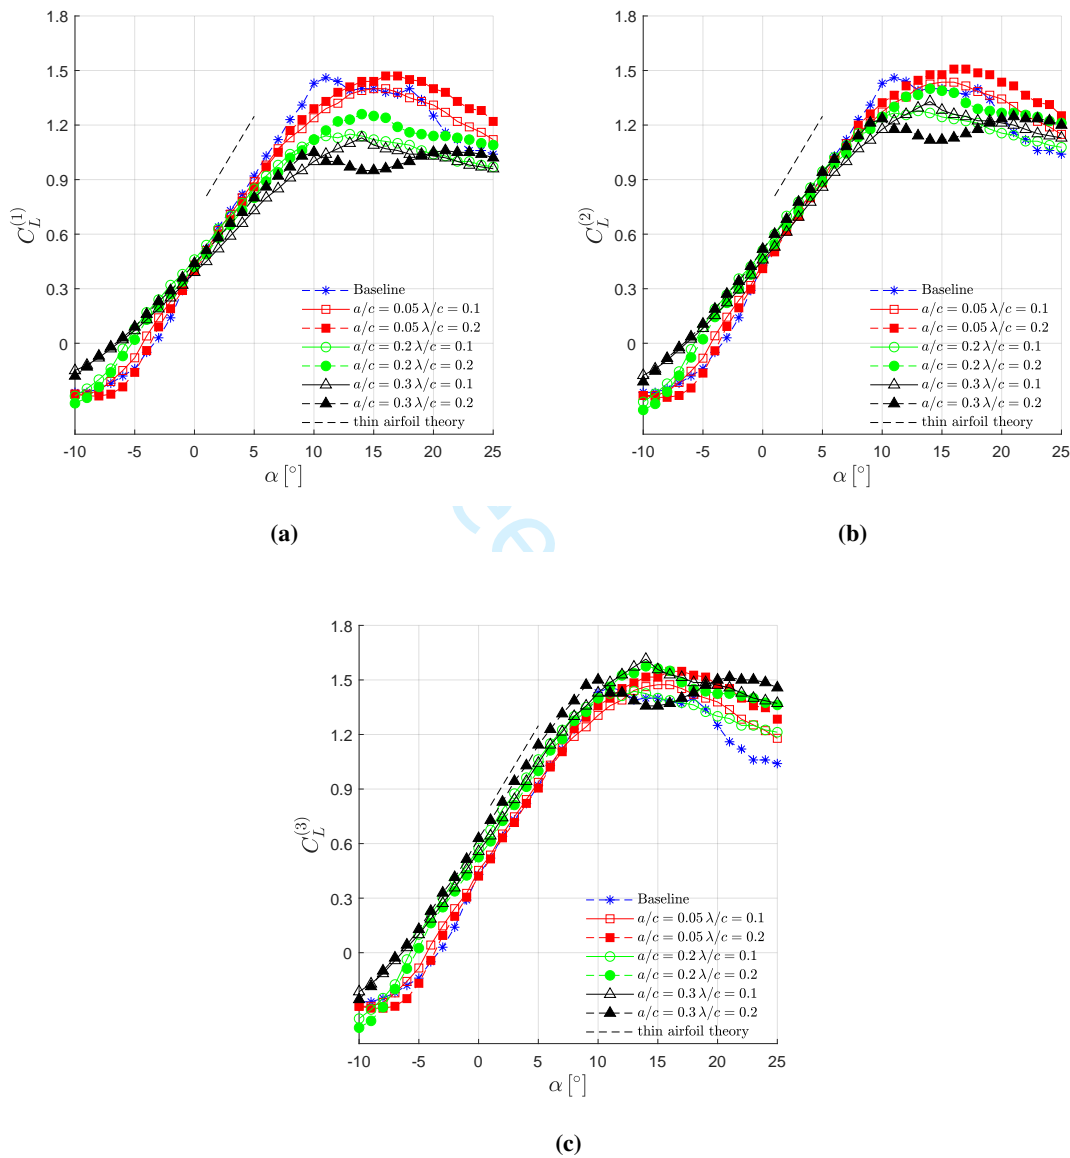 1.8
1.5
1.2
0.9
0.6
0.3
0
C_L^(1)
-10 -5 0 5 10 15 20 25
α [°]
Baseline
a/c = 0.05 λ/c = 0.1
a/c = 0.05 λ/c = 0.2
a/c = 0.2 λ/c = 0.1
a/c = 0.2 λ/c = 0.2
a/c = 0.3 λ/c = 0.1
a/c = 0.3 λ/c = 0.2
thin airfoil theory
(a)
1.8
1.5
1.2
0.9
0.6
0.3
0
C_L^(2)
-10 -5 0 5 10 15 20 25
α [°]
Baseline
a/c = 0.05 λ/c = 0.1
a/c = 0.05 λ/c = 0.2
a/c = 0.2 λ/c = 0.1
a/c = 0.2 λ/c = 0.2
a/c = 0.3 λ/c = 0.1
a/c = 0.3 λ/c = 0.2
thin airfoil theory
(b)
1.8
1.5
1.2
0.9
0.6
0.3
0
C_L^(3)
-10 -5 0 5 10 15 20 25
α [°]
Baseline
a/c = 0.05 λ/c = 0.1
a/c = 0.05 λ/c = 0.2
a/c = 0.2 λ/c = 0.1
a/c = 0.2 λ/c = 0.2
a/c = 0.3 λ/c = 0.1
a/c = 0.3 λ/c = 0.2
thin airfoil theory
(c)